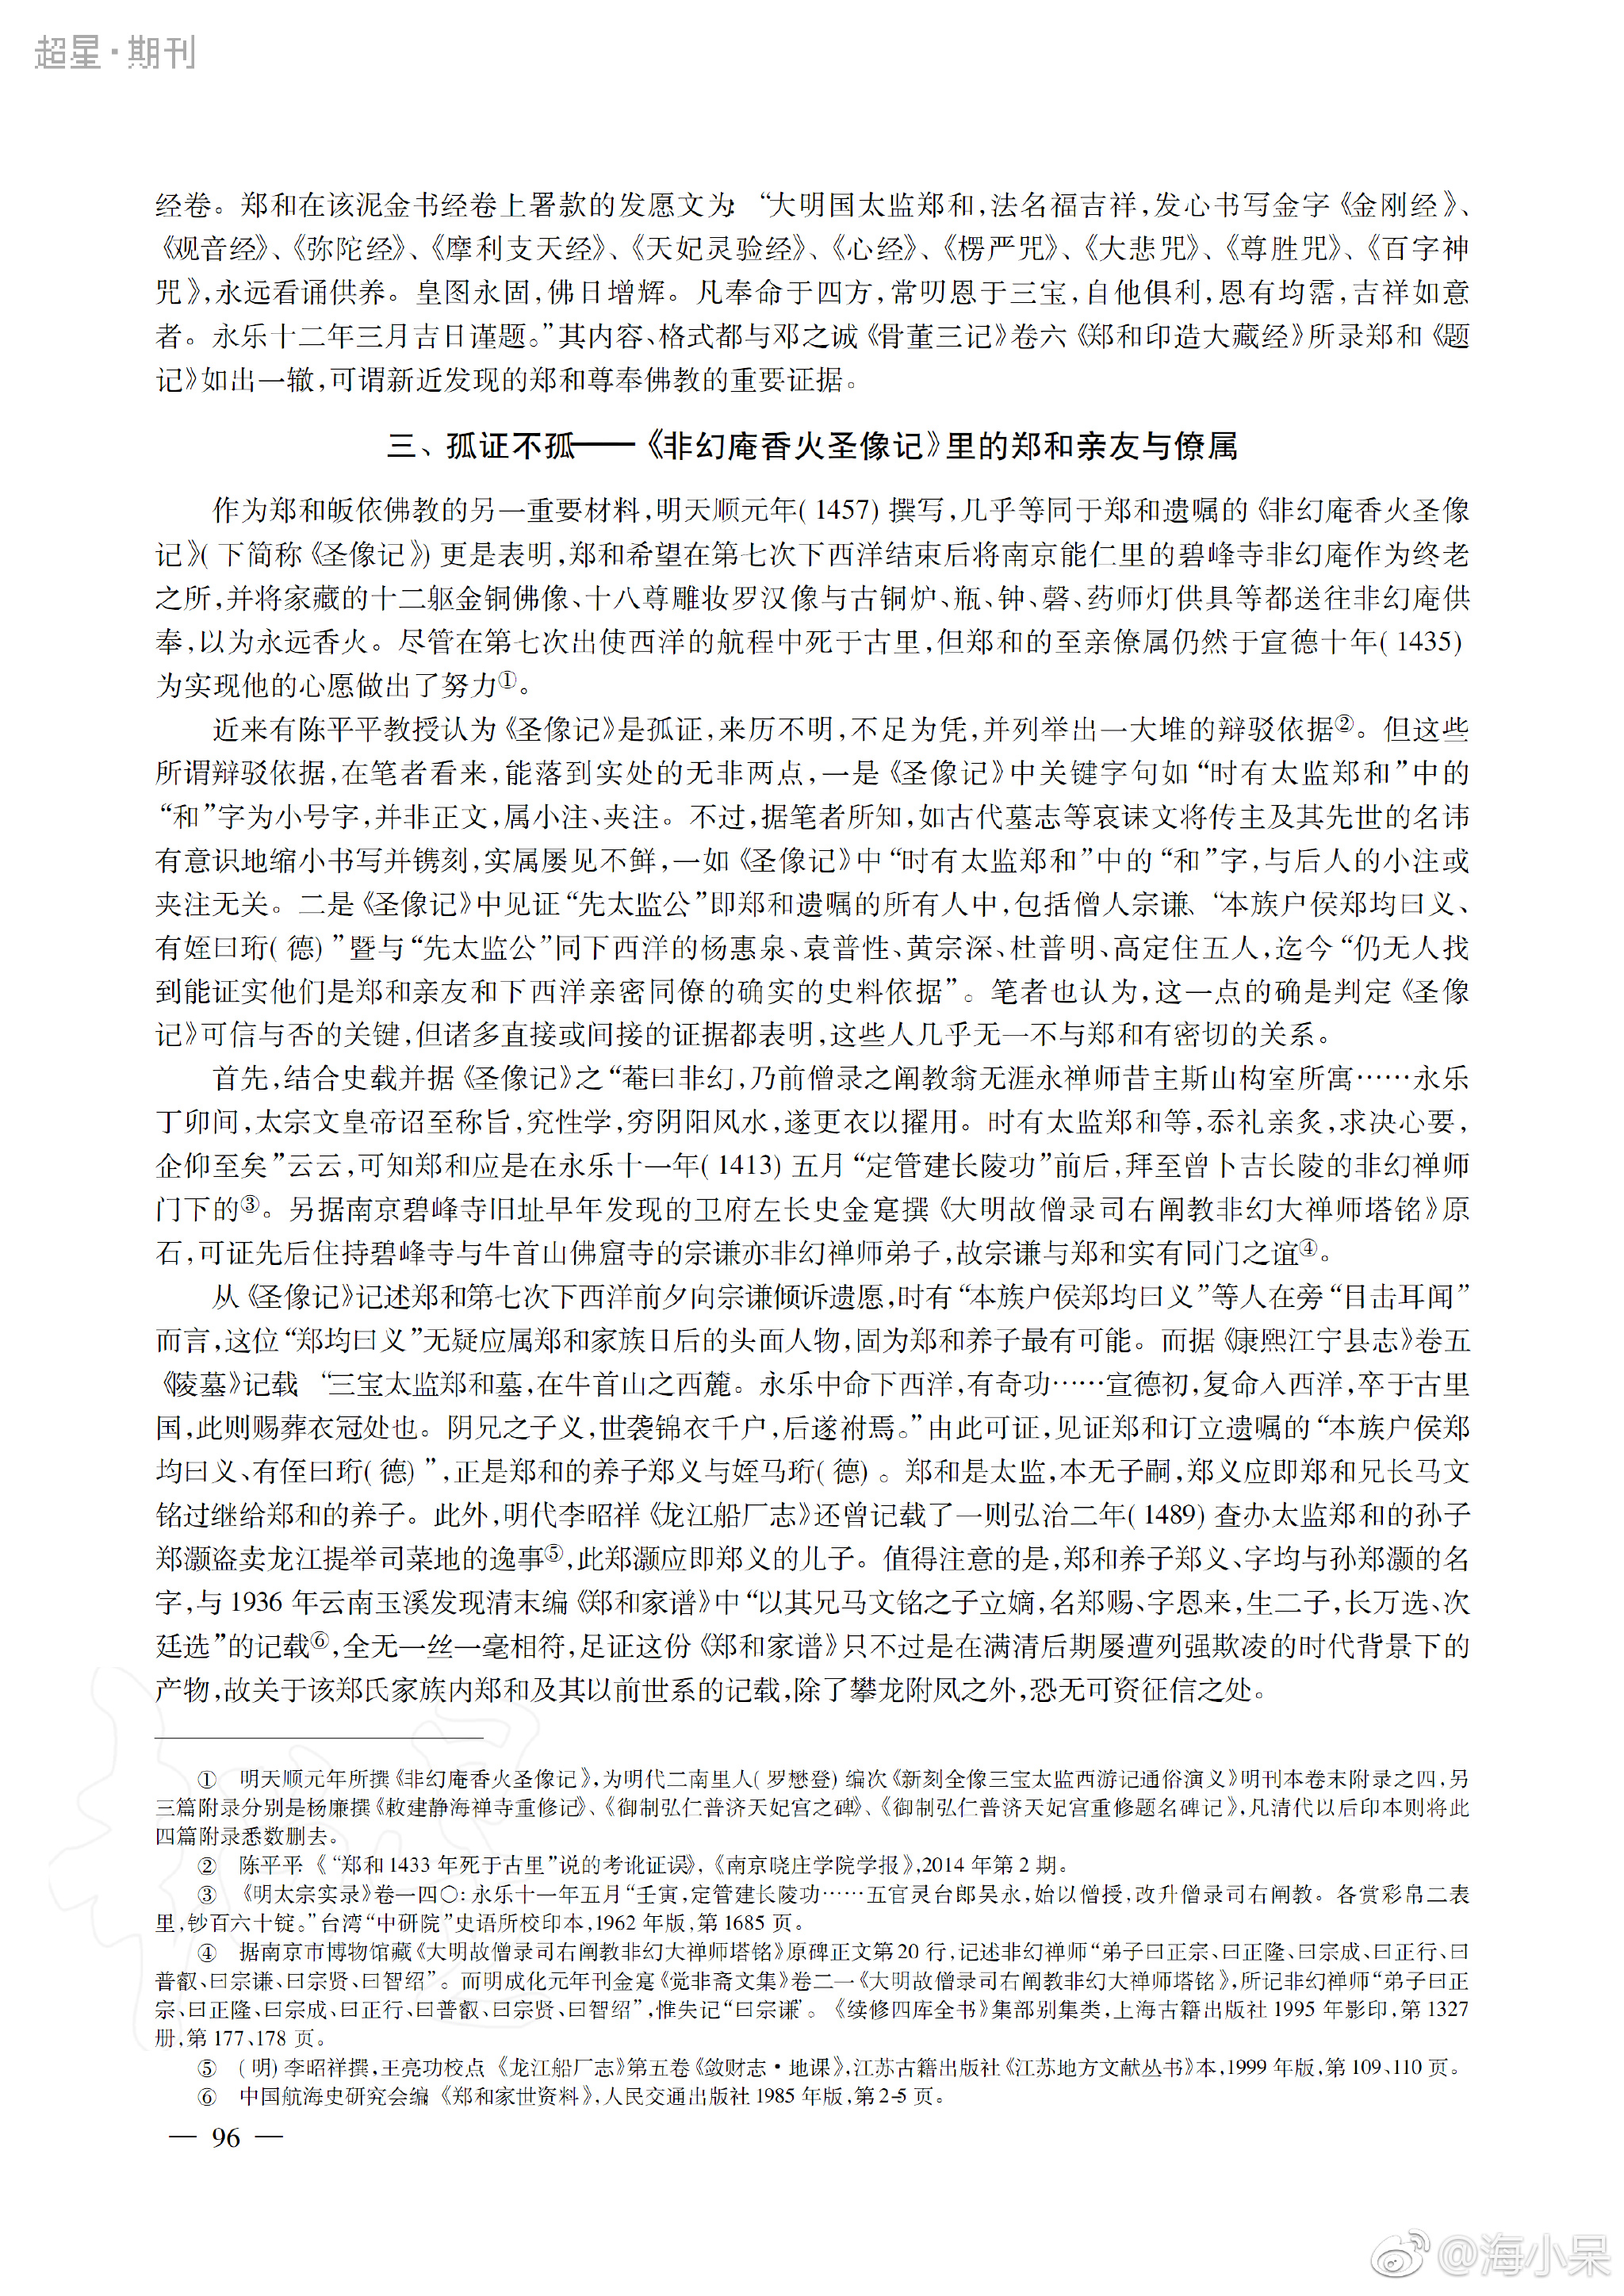 超星·期刊
经卷。郑和在该泥金书经卷上署款的发愿文为:“大明国太监郑和,法名福吉祥,发心书写金字《金刚经》、
《观音经》、《弥陀经》、《摩利支天经》、《天妃灵验经》、《心经》、《楞严咒》、《大悲咒》、《尊胜咒》、《百字神
咒》,永远看诵供养。皇图永固,佛日增辉。凡奉命于四方,常叨恩于三宝,自他俱利,恩有均霑,吉祥如意
者。永乐十二年三月吉日谨题。”其内容、格式都与邓之诚《骨董三记》卷六《郑和印造大藏经》所录郑和《题
记》如出一辙,可谓新近发现的郑和尊奉佛教的重要证据。
三、孤证不孤——《非幻庵香火圣像记》里的郑和亲友与僚属
作为郑和皈依佛教的另一重要材料,明天顺元年(1457)撰写,几乎等同于郑和遗嘱的《非幻庵香火圣像
记》(下简称《圣像记》)更是表明,郑和希望在第七次下西洋结束后将南京能仁里的碧峰寺非幻庵作为终老
之所,并将家藏的十二躯金铜佛像、十八尊雕妆罗汉像与古铜炉、瓶、钟、磬、药师灯供具等都送往非幻庵供
奉,以为永远香火。尽管在第七次出使西洋的航程中死于古里,但郑和的至亲僚属仍然于宣德十年(1435)
为实现他的心愿做出了努力①。
近来有陈平平教授认为《圣像记》是孤证,来历不明,不足为凭,并列举出一大堆的辩驳依据②。但这些
所谓辩驳依据,在笔者看来,能落到实处的无非两点,一是《圣像记》中关键字句如“时有太监郑和”中的
“和”字为小号字,并非正文,属小注、夹注。不过,据笔者所知,如古代墓志等哀诔文将传主及其先世的名讳
有意识地缩小书写并镌刻,实属屡见不鲜,一如《圣像记》中“时有太监郑和”中的“和”字,与后人的小注或
夹注无关。二是《圣像记》中见证“先太监公”即郑和遗嘱的所有人中,包括僧人宗谦、“本族户侯郑均曰义、
有姪曰珩(德)”暨与“先太监公”同下西洋的杨惠泉、袁普性、黄宗深、杜普明、高定住五人,迄今“仍无人找
到能证实他们是郑和亲友和下西洋亲密同僚的确实的史料依据”。笔者也认为,这一点的确是判定《圣像
记》可信与否的关键,但诸多直接或间接的证据都表明,这些人几乎无一不与郑和有密切的关系。
首先,结合史载并据《圣像记》之“菴曰非幻,乃前僧录之阐教翁无涯永禅师昔主斯山构室所寓……永乐
丁卯间,太宗文皇帝诏至称旨,究性学,穷阴阳风水,遂更衣以擢用。时有太监郑和等,忝礼亲炙,求决心要,
企仰至矣”云云,可知郑和应是在永乐十一年(1413)五月“定管建长陵功”前后,拜至曾卜吉长陵的非幻禅师
门下的③。另据南京碧峰寺旧址早年发现的卫府左长史金寔撰《大明故僧录司右阐教非幻大禅师塔铭》原
石,可证先后住持碧峰寺与牛首山佛窟寺的宗谦亦非幻禅师弟子,故宗谦与郑和实有同门之谊④。
从《圣像记》记述郑和第七次下西洋前夕向宗谦倾诉遗愿,时有“本族户侯郑均曰义”等人在旁“目击耳闻”
而言,这位“郑均曰义”无疑应属郑和家族日后的头面人物,固为郑和养子最有可能。而据《康熙江宁县志》卷五
《陵墓》记载:“三宝太监郑和墓,在牛首山之西麓。永乐中命下西洋,有奇功……宣德初,复命入西洋,卒于古里
国,此则赐葬衣冠处也。阴兄之子义,世袭锦衣千户,后遂祔焉。”由此可证,见证郑和订立遗嘱的“本族户侯郑
均曰义、有侄曰珩(德)”,正是郑和的养子郑义与姪马珩(德)。郑和是太监,本无子嗣,郑义应即郑和兄长马文
铭过继给郑和的养子。此外,明代李昭祥《龙江船厂志》还曾记载了一则弘治二年(1489)查办太监郑和的孙子
郑灏盗卖龙江提举司菜地的逸事⑤,此郑灏应即郑义的儿子。值得注意的是,郑和养子郑义、字均与孙郑灏的名
字,与1936年云南玉溪发现清末编《郑和家谱》中“以其兄马文铭之子立嫡,名郑赐、字恩来,生二子,长万选、次
廷选”的记载⑥,全无一丝一毫相符,足证这份《郑和家谱》只不过是在满清后期屡遭列强欺凌的时代背景下的
产物,故关于该郑氏家族内郑和及其以前世系的记载,除了攀龙附凤之外,恐无可资征信之处。
① 明天顺元年所撰《非幻庵香火圣像记》,为明代二南里人(罗懋登)编次《新刻全像三宝太监西游记通俗演义》明刊本卷末附录之四,另
三篇附录分别是杨廉撰《敕建静海禅寺重修记》、《御制弘仁普济天妃宫之碑》、《御制弘仁普济天妃宫重修题名碑记》,凡清代以后印本则将此
四篇附录悉数删去。
② 陈平平:《“郑和1433年死于古里”说的考讹证误》,《南京晓庄学院学报》,2014年第2期。
③ 《明太宗实录》卷一四〇:永乐十一年五月“壬寅,定管建长陵功……五官灵台郎吴永,始以僧授,改升僧录司右阐教。各赏彩帛二表
里,钞百六十锭。”台湾“中研院”史语所校印本,1962年版,第1685页。
④ 据南京市博物馆藏《大明故僧录司右阐教非幻大禅师塔铭》原碑正文第20行,记述非幻禅师“弟子曰正宗、曰正隆、曰宗成、曰正行、曰
普叡、曰宗谦、曰宗贤、曰智绍”。而明成化元年刊金寔《觉非斋文集》卷二一《大明故僧录司右阐教非幻大禅师塔铭》,所记非幻禅师“弟子曰正
宗、曰正隆、曰宗成、曰正行、曰普叡、曰宗贤、曰智绍”,惟失记“曰宗谦”。《续修四库全书》集部别集类,上海古籍出版社1995年影印,第1327
册,第177、178页。
⑤ (明)李昭祥撰,王亮功校点:《龙江船厂志》第五卷《敛财志·地课》,江苏古籍出版社《江苏地方文献丛书》本,1999年版,第109、110页。
⑥ 中国航海史研究会编:《郑和家世资料》,人民交通出版社1985年版,第2-5页。
— 96 —
@海小呆